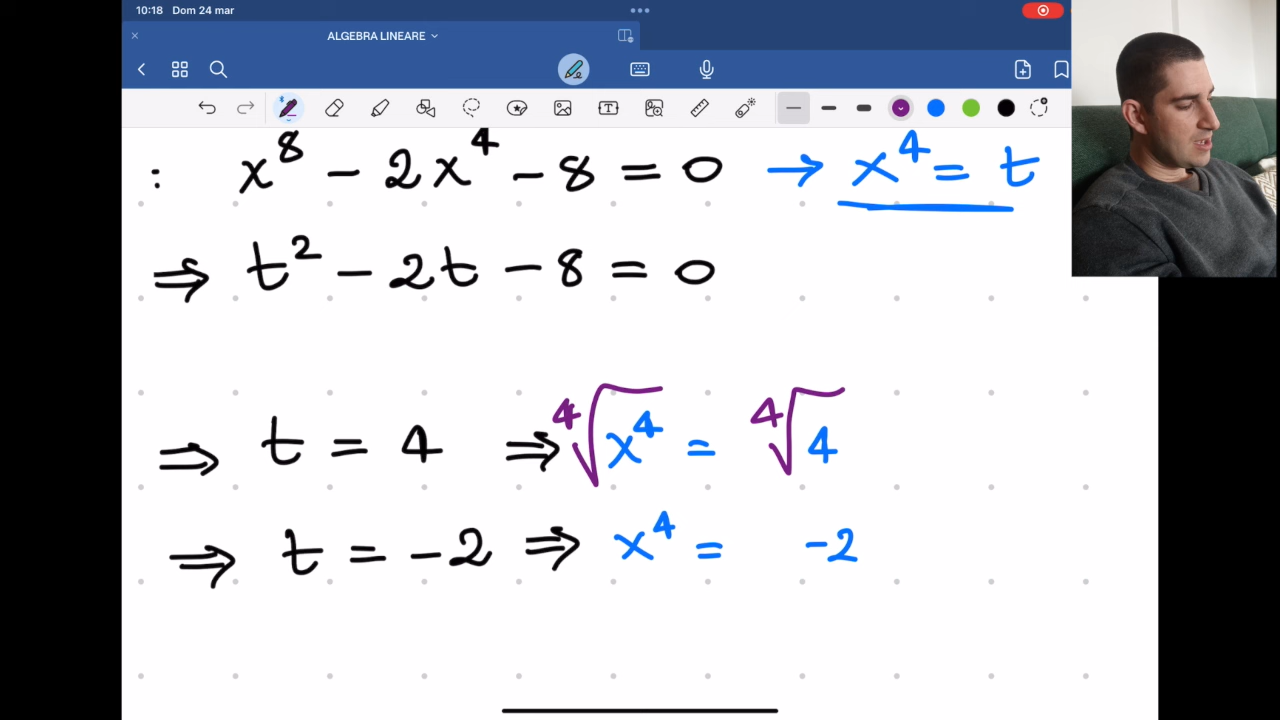 10:18 Dom 24 mar
ALGEBRA LINEARE
: x⁸ - 2x⁴ - 8 = 0 → x⁴ = t
⇒ t² - 2t - 8 = 0
⇒ t = 4 ⇒ ⁴√x⁴ = ⁴√4
⇒ t = -2 ⇒ x⁴ = -2